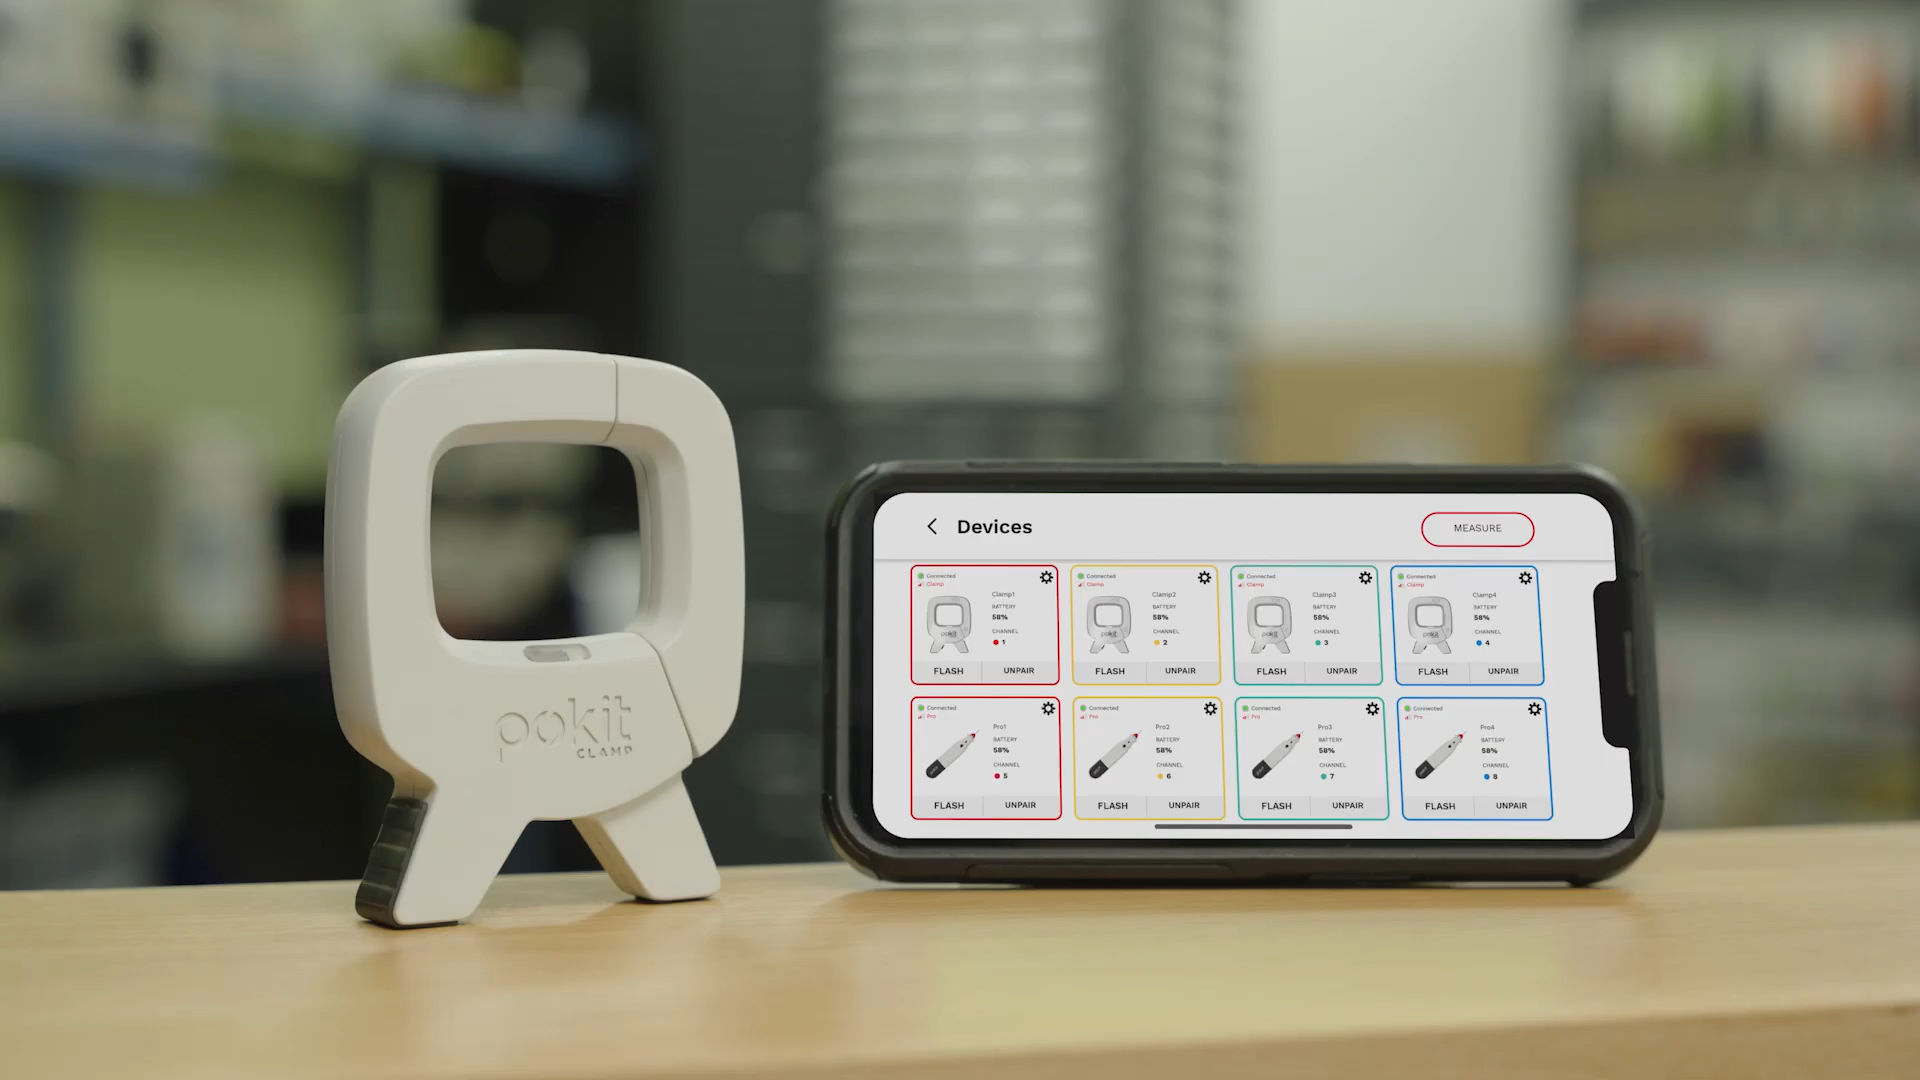 pokit
CLAMP
Devices
MEASURE
Connected
Clamp
Clamp1
BATTERY
58%
CHANNEL
1
FLASH
UNPAIR
Connected
Clamp
Clamp2
BATTERY
58%
CHANNEL
2
FLASH
UNPAIR
Connected
Clamp
Clamp3
BATTERY
58%
CHANNEL
3
FLASH
UNPAIR
Connected
Clamp
Clamp4
BATTERY
58%
CHANNEL
4
FLASH
UNPAIR
Connected
Pro
Pro1
BATTERY
58%
CHANNEL
5
FLASH
UNPAIR
Connected
Pro
Pro2
BATTERY
58%
CHANNEL
6
FLASH
UNPAIR
Connected
Pro
Pro3
BATTERY
58%
CHANNEL
7
FLASH
UNPAIR
Connected
Pro
Pro4
BATTERY
58%
CHANNEL
8
FLASH
UNPAIR